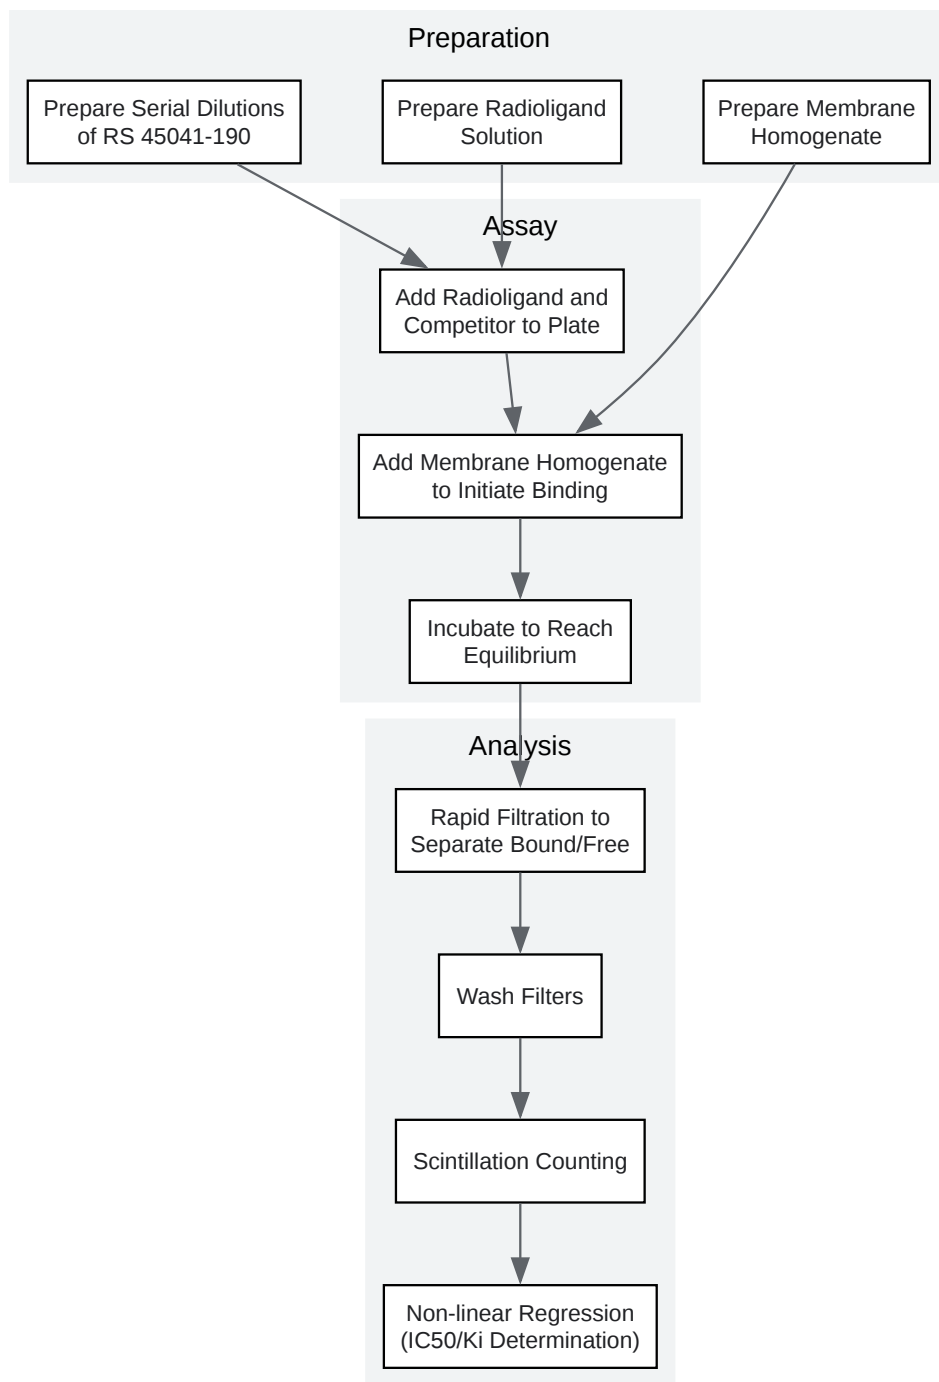 Preparation
Prepare Serial Dilutions
of RS 45041-190
Prepare Radioligand
Solution
Prepare Membrane
Homogenate
Assay
Add Radioligand and
Competitor to Plate
Add Membrane Homogenate
to Initiate Binding
Incubate to Reach
Equilibrium
Analysis
Rapid Filtration to
Separate Bound/Free
Wash Filters
Scintillation Counting
Non-linear Regression
(IC50/Ki Determination)